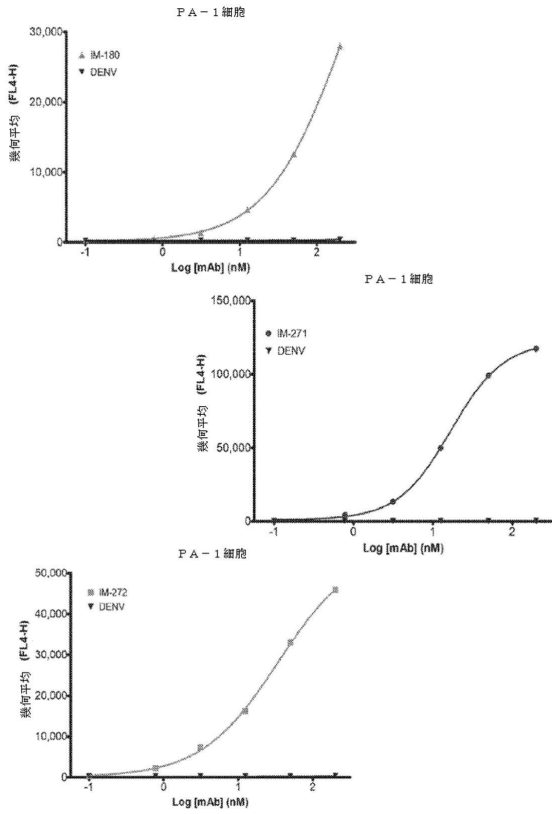 PA-1細胞
30,000
20,000
10,000
0
幾何平均 (FL4-H)
IM-180
DENV
-1
0
1
2
Log [mAb] (nM)
PA-1細胞
150,000
100,000
50,000
0
幾何平均 (FL4-H)
IM-271
DENV
-1
0
1
2
Log [mAb] (nM)
PA-1細胞
50,000
40,000
30,000
20,000
10,000
0
幾何平均 (FL4-H)
IM-272
DENV
-1
0
1
2
Log [mAb] (nM)